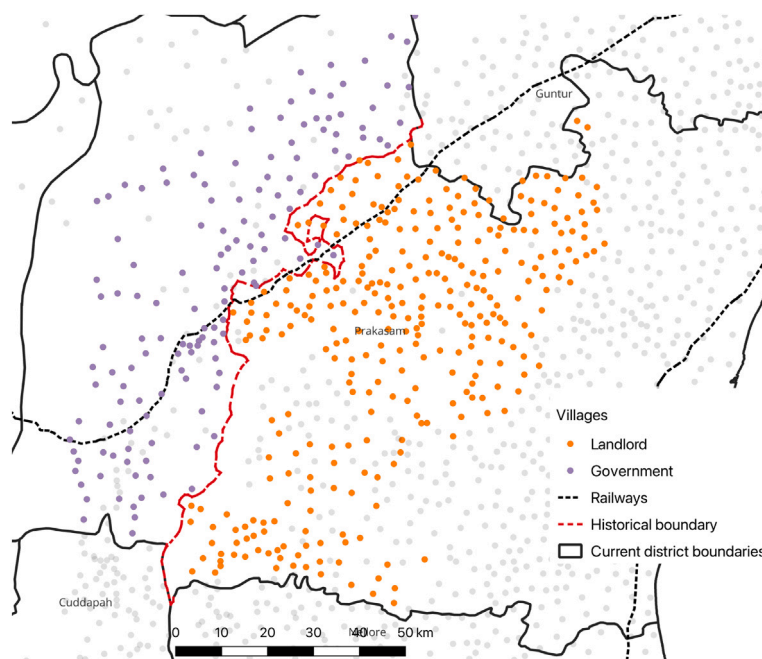 Guntur
Prakasam
Villages
Landlord
Government
Railways
Historical boundary
Current district boundaries
Cuddapah
0 10 20 30 40 50 km